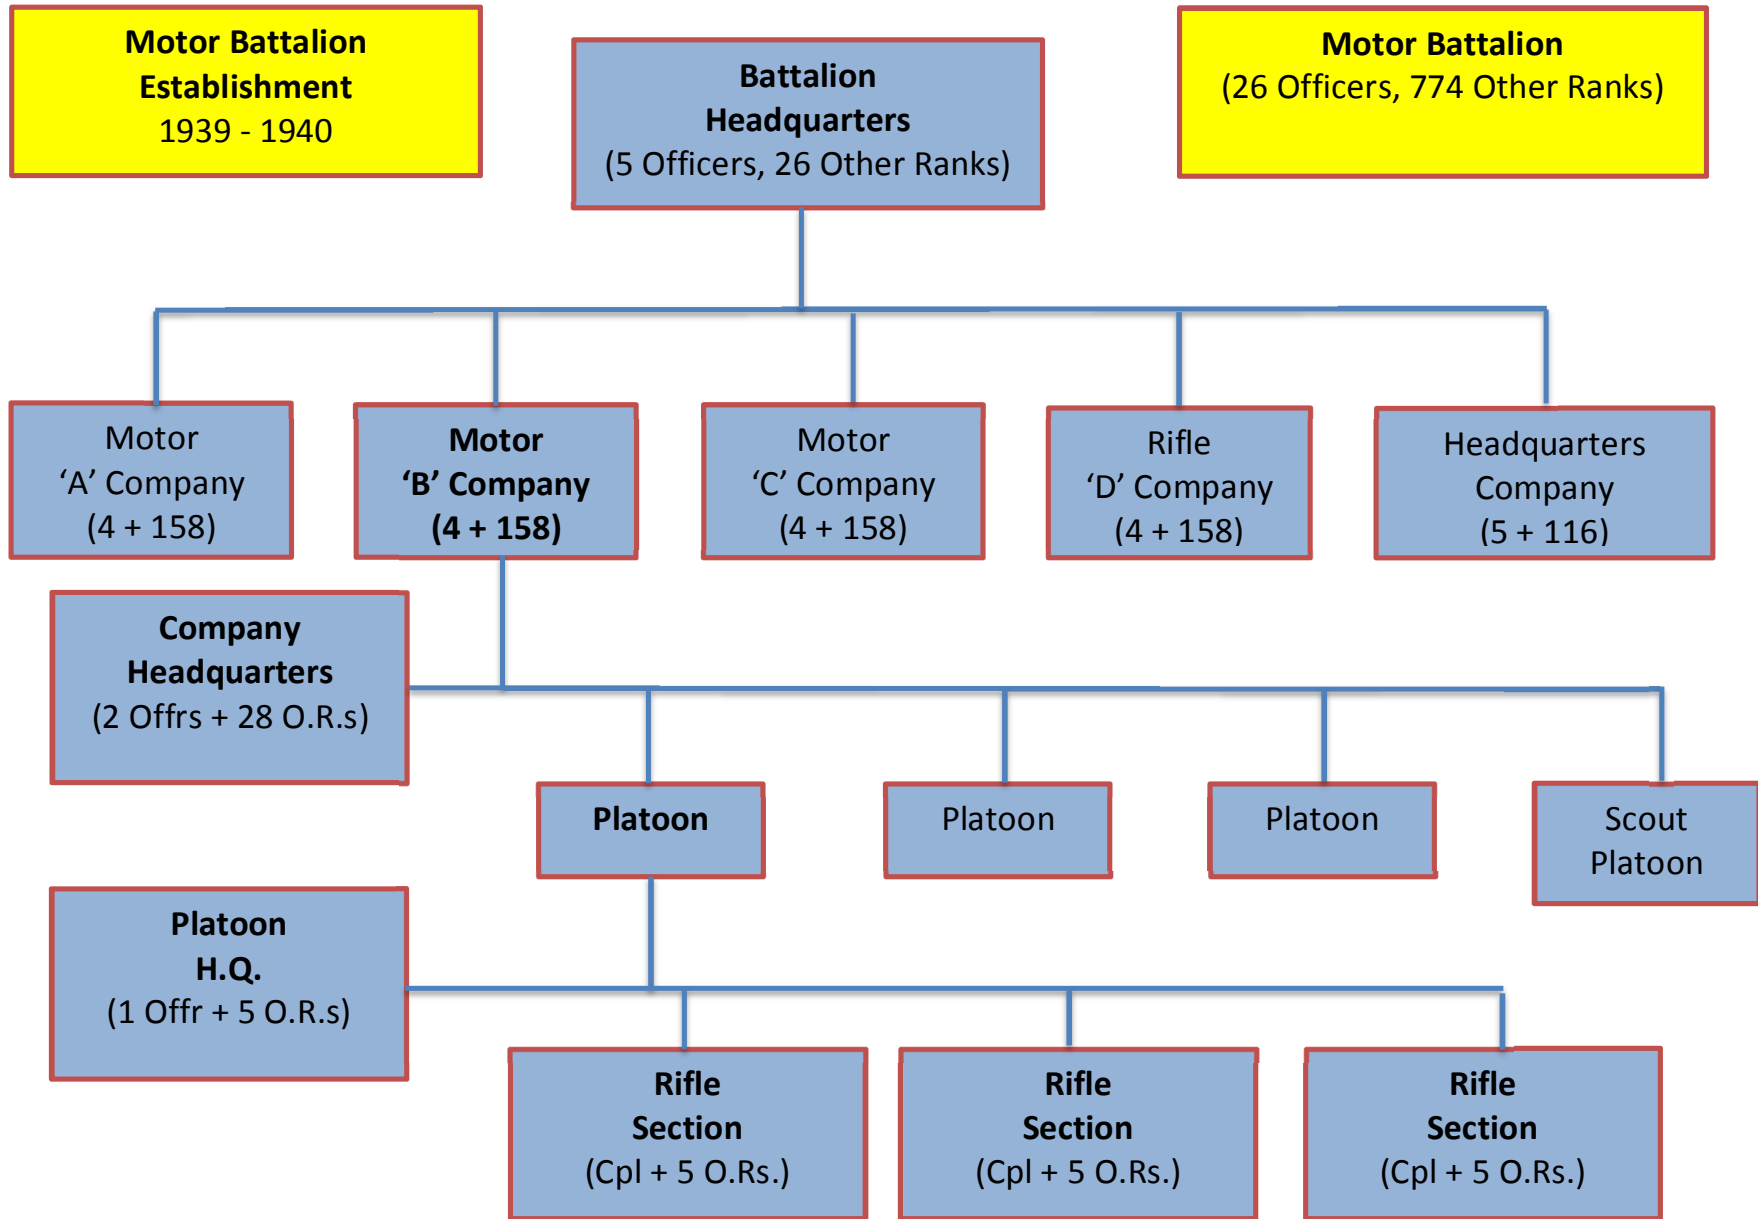 Motor Battalion
Establishment
1939 - 1940
Battalion
Headquarters
(5 Officers, 26 Other Ranks)
Motor Battalion
(26 Officers, 774 Other Ranks)
Motor
‘A’ Company
(4 + 158)
Motor
‘B’ Company
(4 + 158)
Motor
‘C’ Company
(4 + 158)
Rifle
‘D’ Company
(4 + 158)
Headquarters
Company
(5 + 116)
Company
Headquarters
(2 Offrs + 28 O.R.s)
Platoon
Platoon
Platoon
Scout
Platoon
Platoon
H.Q.
(1 Offr + 5 O.R.s)
Rifle
Section
(Cpl + 5 O.Rs.)
Rifle
Section
(Cpl + 5 O.Rs.)
Rifle
Section
(Cpl + 5 O.Rs.)